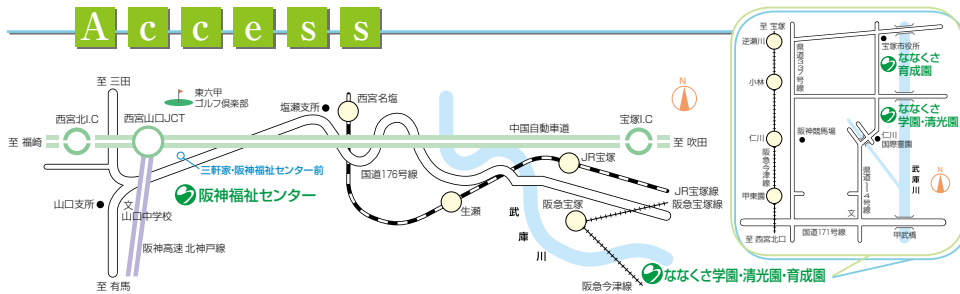 Access
至 三田
東六甲
ゴルフ倶楽部
西宮北I.C
西宮山口JCT
塩瀬支所
西宮名塩
N
宝塚I.C
至 福崎
中国自動車道
至 吹田
三軒家・阪神福祉センター前
国道176号線
JR宝塚
阪神福祉センター
山口支所
文
山口中学校
生瀬
JR宝塚線
阪急宝塚線
阪急宝塚
武庫川
阪神高速 北神戸線
ななくさ学園・清光園・育成園
至 有馬
阪急今津線
至 宝塚
逆瀬川
県道337号線
宝塚市役所
ななくさ
育成園
小林
ななくさ
学園・清光園
仁川
阪神競馬場
仁川
国際霊園
阪急今津線
県道114号線
武庫川
N
甲東園
文
至 西宮北口
国道171号線
甲武橋